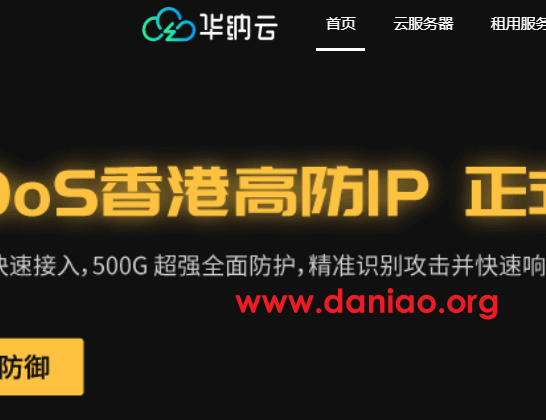 华纳云 首页 云服务器 租用服务
DoS香港高防IP 正式
快速接入，500G 超强全面防护，精准识别攻击并快速响
www.daniao.org
防御